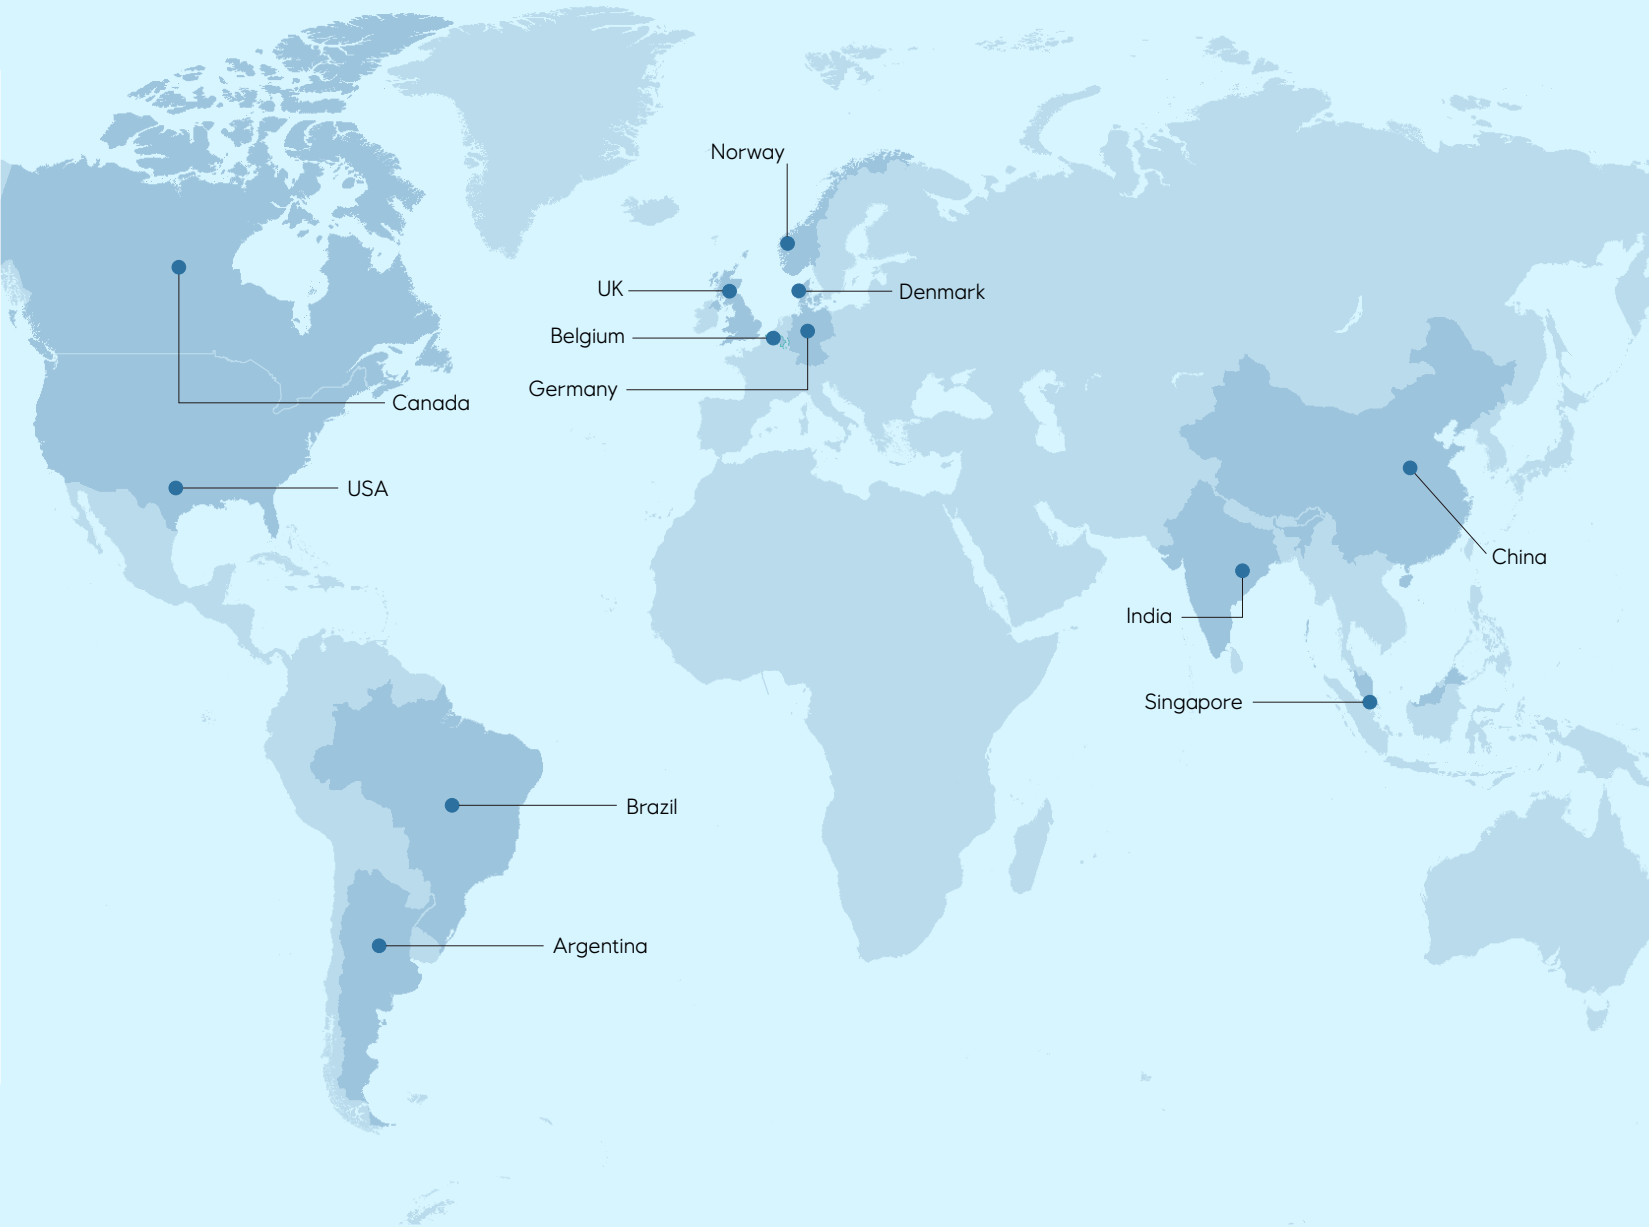 Norway
UK
Denmark
Belgium
Germany
Canada
USA
China
India
Singapore
Brazil
Argentina